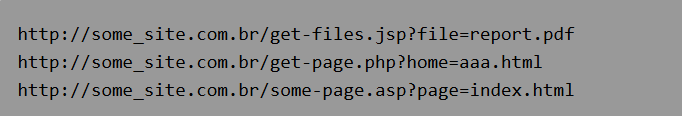 http://some_site.com.br/get-files.jsp?file=report.pdf
http://some_site.com.br/get-page.php?home=aaa.html
http://some_site.com.br/some-page.asp?page=index.html